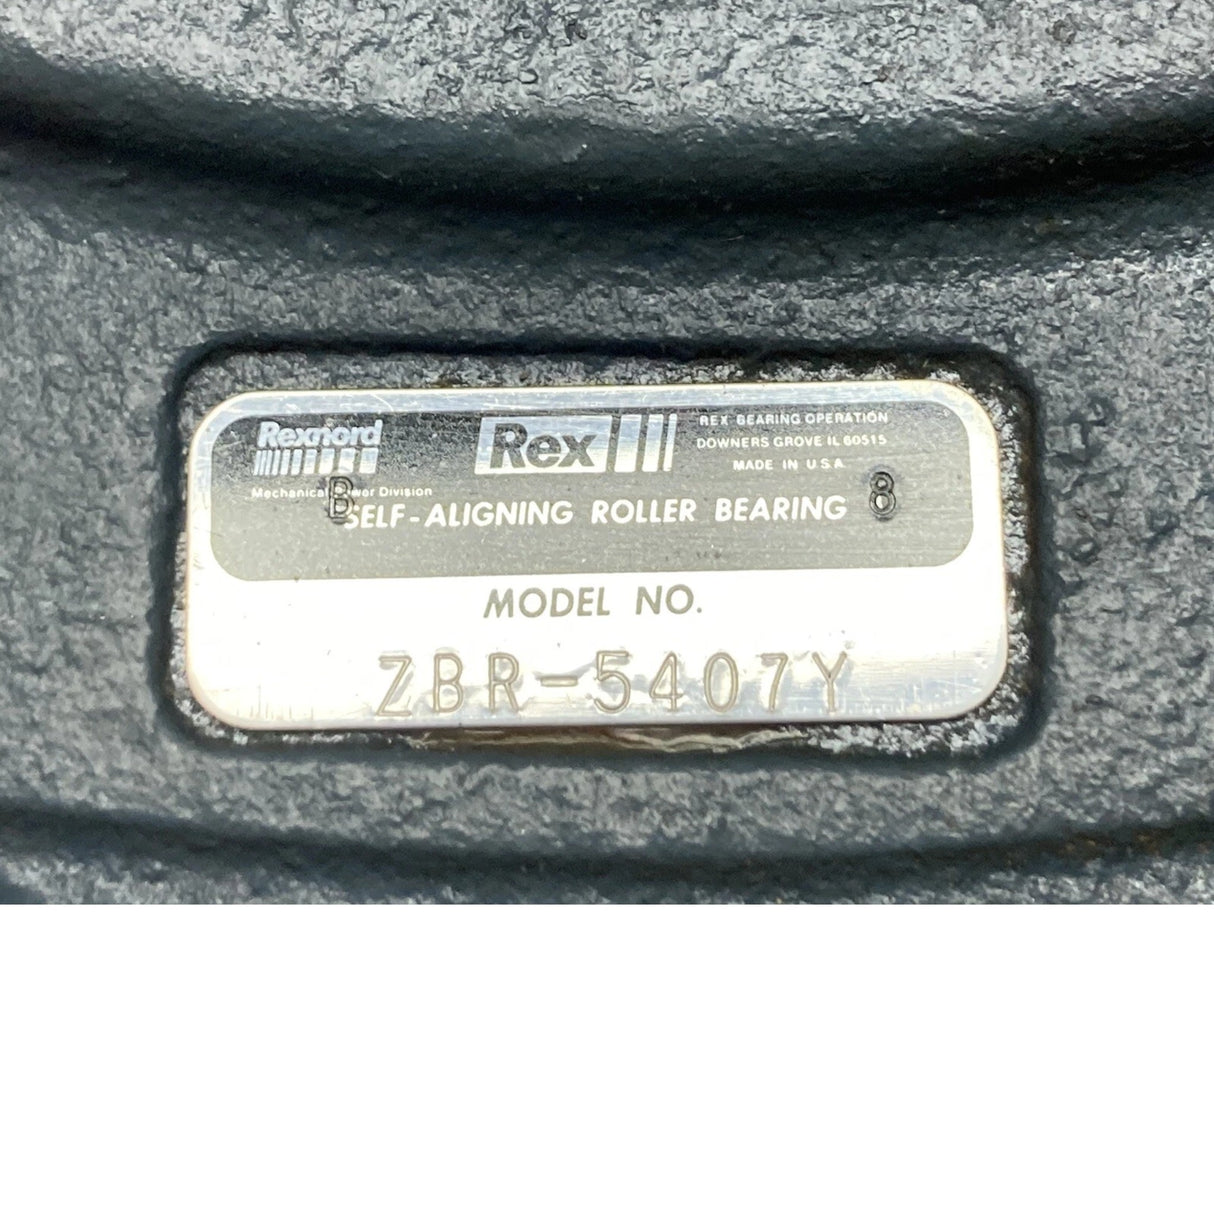 Rexnord
Mechanical Power Division
Rex
REX BEARING OPERATION
DOWNERS GROVE IL 60515
MADE IN U.S.A.
B
SELF-ALIGNING ROLLER BEARING
8
MODEL NO.
ZBR-5407Y